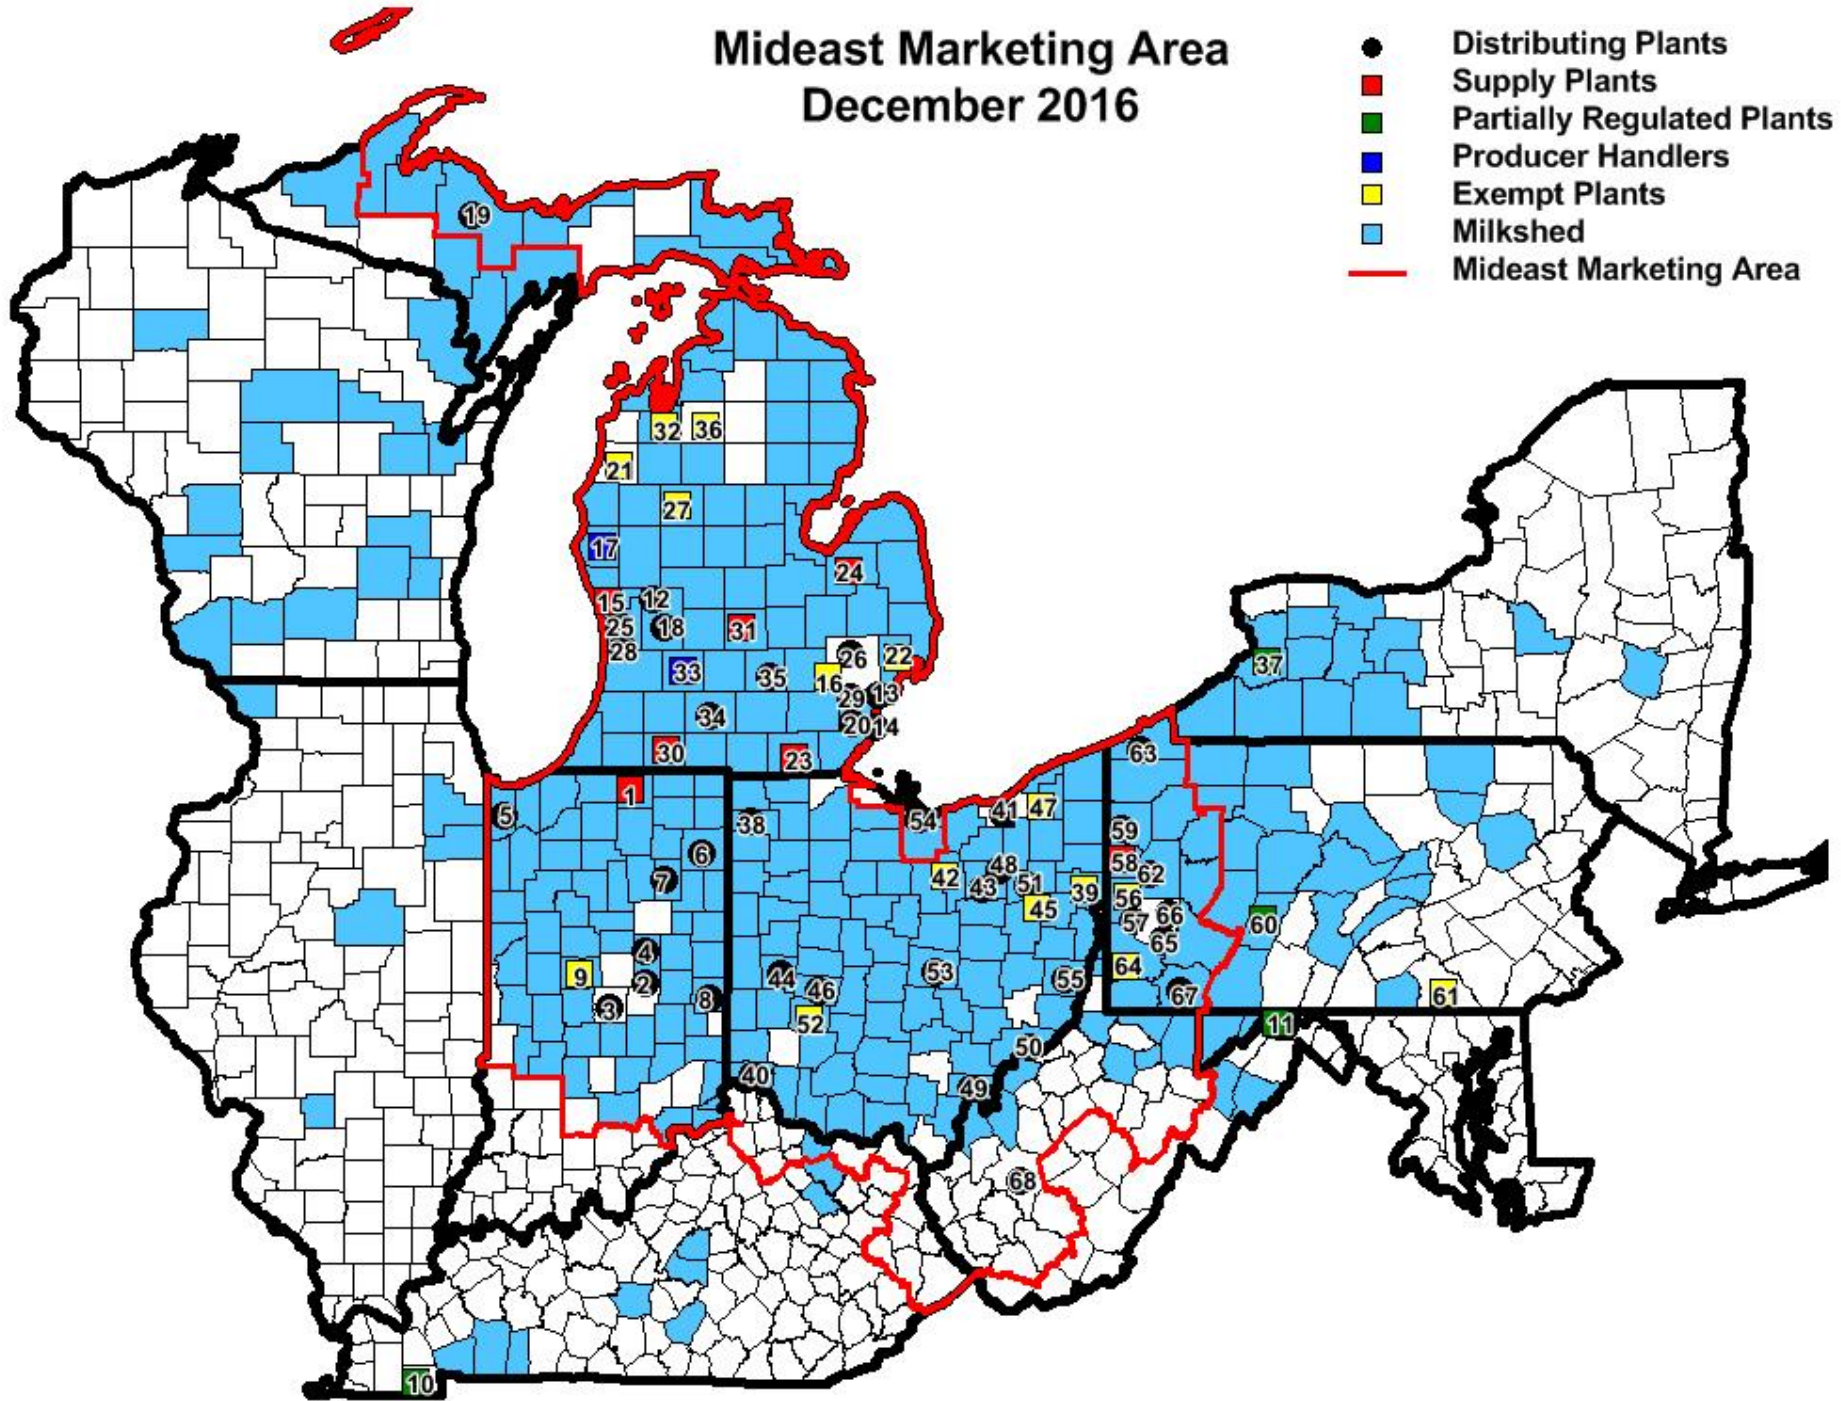 Mideast Marketing Area
December 2016
Distributing Plants
Supply Plants
Partially Regulated Plants
Producer Handlers
Exempt Plants
Milkshed
Mideast Marketing Area
19
32 36
21
27
17
24
15 12
25 18 31
28
26 22
33 35 16
29 13
34 20 14
30 23
37
63
1
5 38
54 41 47
59
6
58
7
42 48 62
43 51 39
56
45
57 66 60
65
4
9 2
44 53 55 64
46
3 8 67 61
52
11
50
40 49
68
10